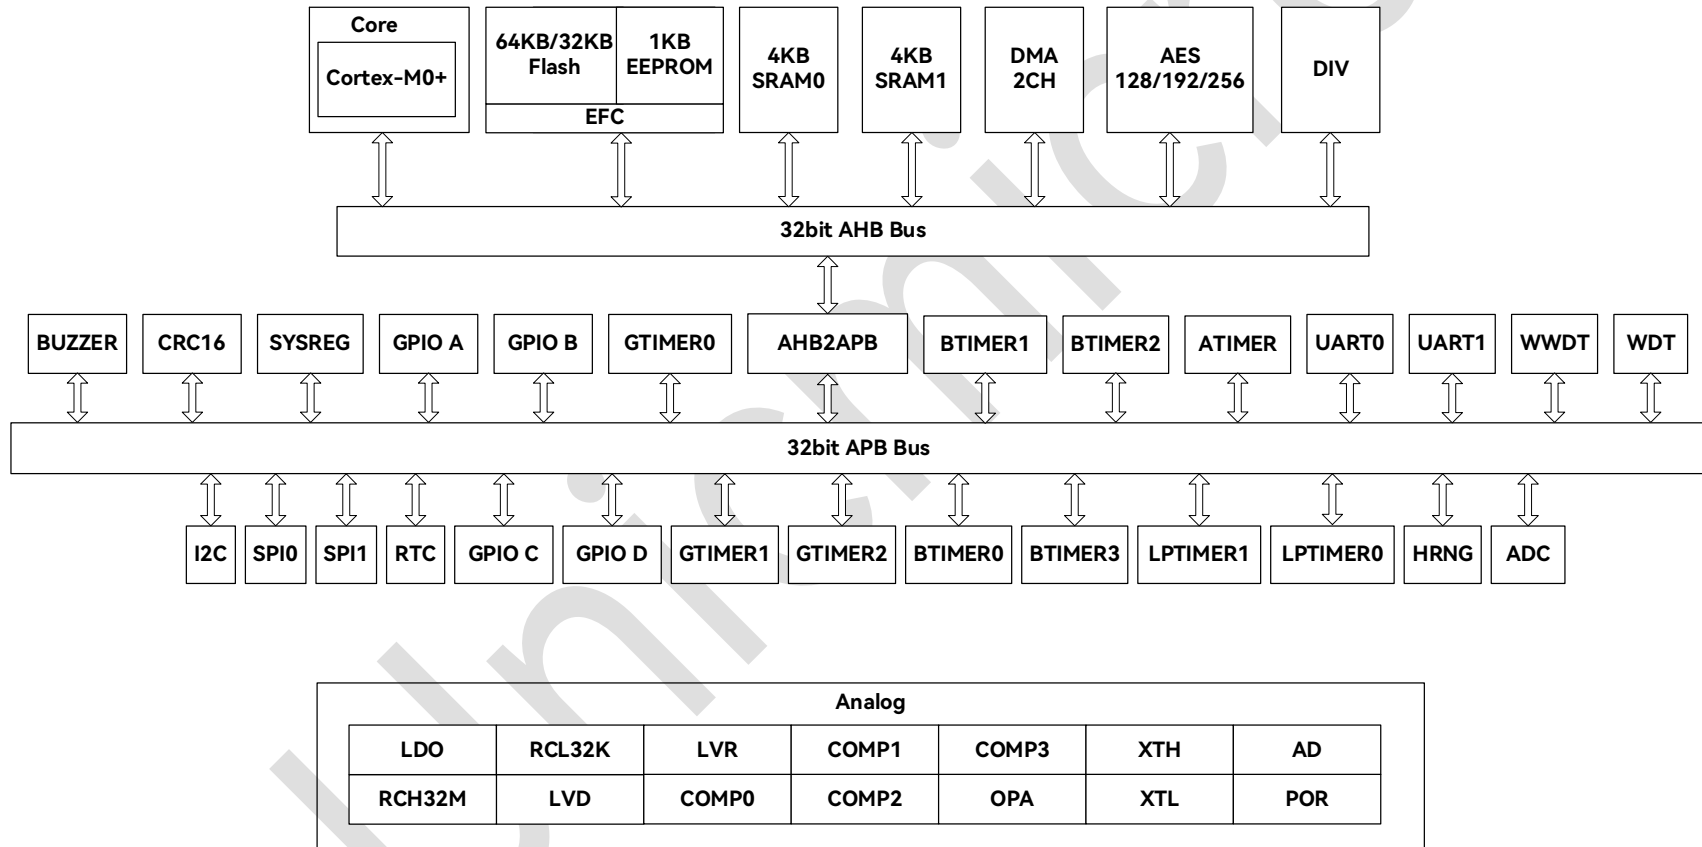 Core
Cortex-M0+
64KB/32KB
Flash
1KB
EEPROM
EFC
4KB
SRAM0
4KB
SRAM1
DMA
2CH
AES
128/192/256
DIV
32bit AHB Bus
BUZZER
CRC16
SYSREG
GPIO A
GPIO B
GTIMER0
AHB2APB
BTIMER1
BTIMER2
ATIMER
UART0
UART1
WWDT
WDT
32bit APB Bus
I2C
SPI0
SPI1
RTC
GPIO C
GPIO D
GTIMER1
GTIMER2
BTIMER0
BTIMER3
LPTIMER1
LPTIMER0
HRNG
ADC
Analog
LDO
RCL32K
LVR
COMP1
COMP3
XTH
AD
RCH32M
LVD
COMP0
COMP2
OPA
XTL
POR